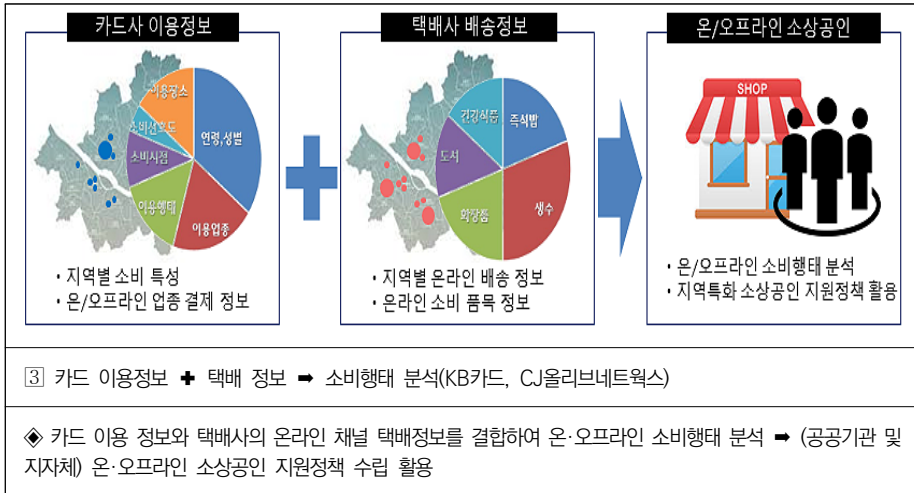 카드사 이용정보
이용장소
소비선호도
소비시점
이용행태
연령,성별
이용업종
· 지역별 소비 특성
· 온/오프라인 업종 결제 정보
택배사 배송정보
건강식품
도서
화장품
즉석밥
생수
· 지역별 온라인 배송 정보
· 온라인 소비 품목 정보
온/오프라인 소상공인
SHOP
· 온/오프라인 소비행태 분석
· 지역특화 소상공인 지원정책 활용
③ 카드 이용정보 ✚ 택배 정보 ➡ 소비행태 분석(KB카드, CJ올리브네트웍스)
◈ 카드 이용 정보와 택배사의 온라인 채널 택배정보를 결합하여 온·오프라인 소비행태 분석 ➡ (공공기관 및
지자체) 온·오프라인 소상공인 지원정책 수립 활용